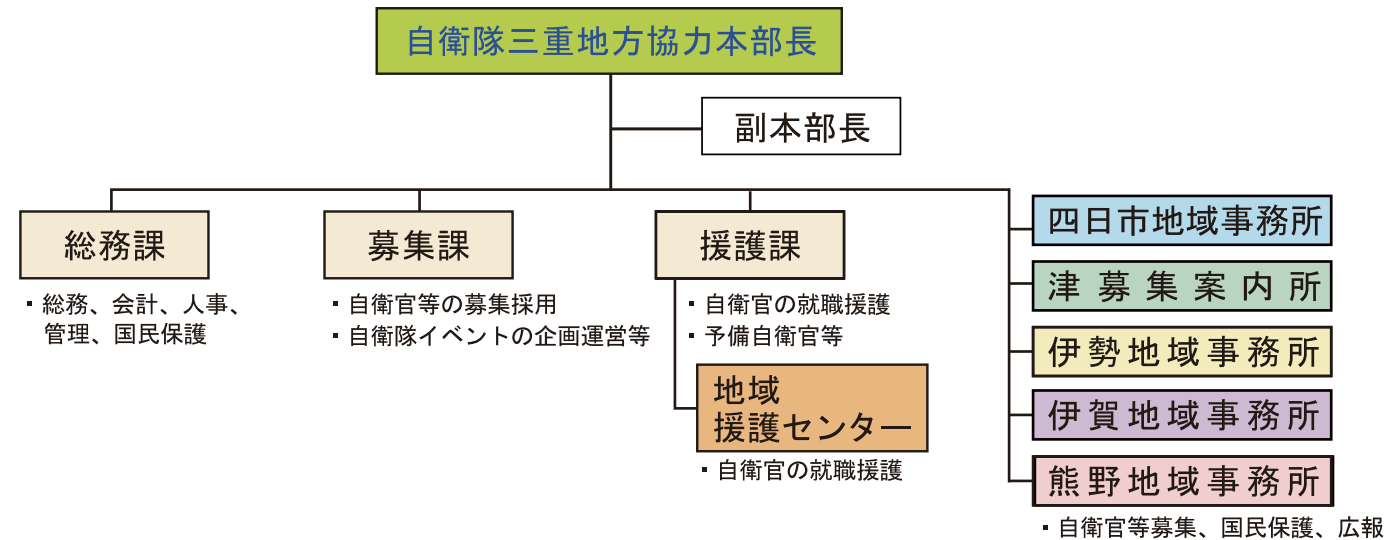 自衛隊三重地方協力本部長
副本部長
総務課
・総務、会計、人事、
管理、国民保護
募集課
・自衛官等の募集採用
・自衛隊イベントの企画運営等
援護課
・自衛官の就職援護
・予備自衛官等
地域
援護センター
・自衛官の就職援護
四日市地域事務所
津募集案内所
伊勢地域事務所
伊賀地域事務所
熊野地域事務所
・自衛官等募集、国民保護、広報